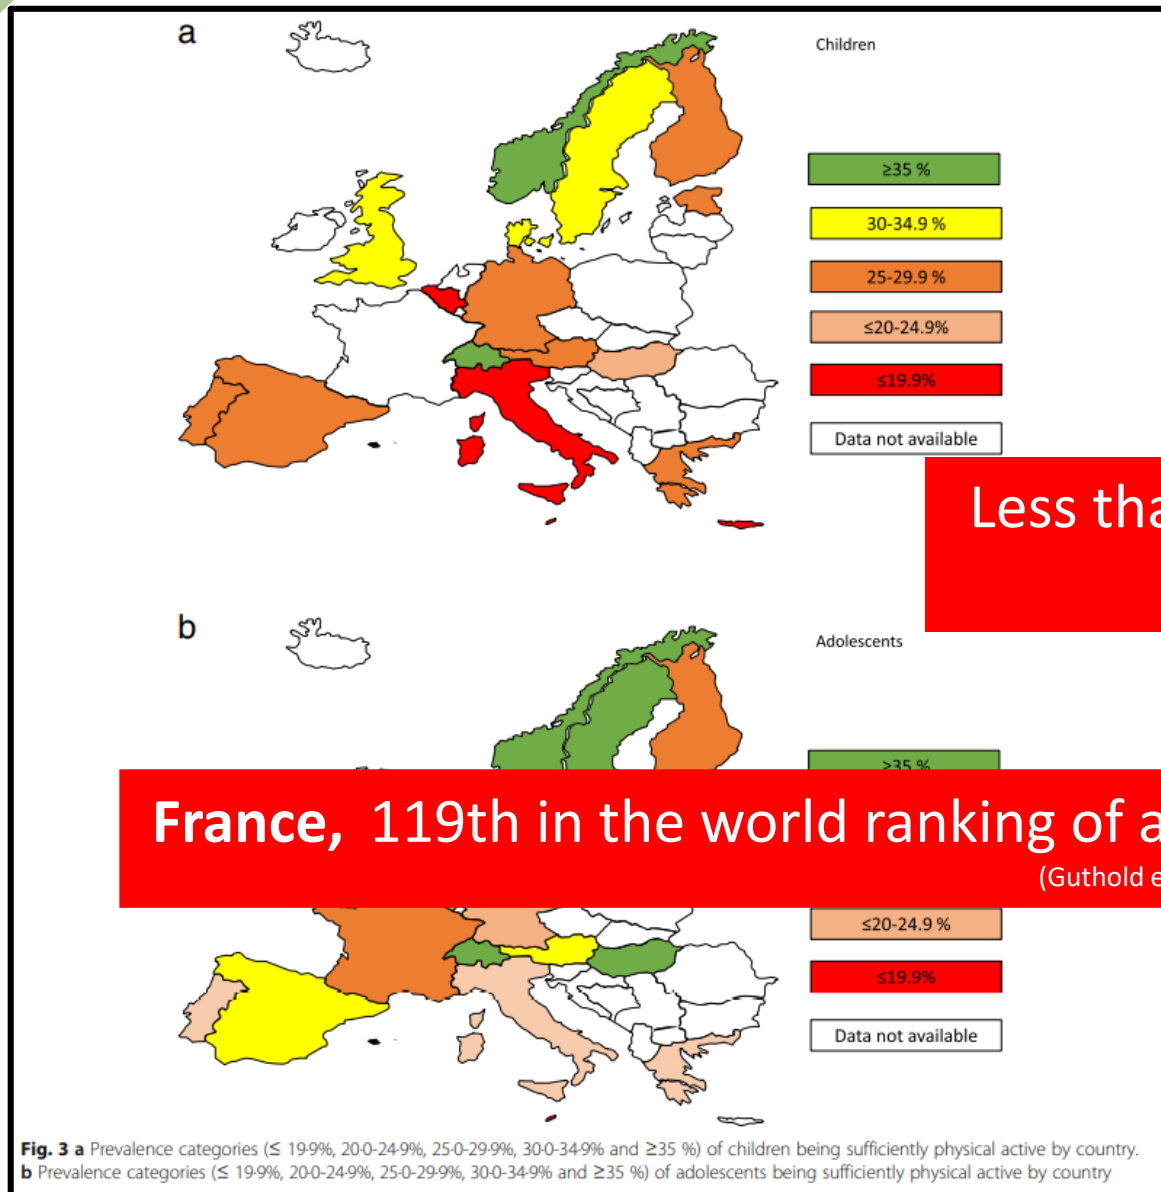 a
Children
≥35 %
30-34.9 %
25-29.9 %
≤20-24.9%
≤19.9%
Data not available
Less tha
b
Adolescents
≥35 %
France, 119th in the world ranking of a
(Guthold e
≤20-24.9 %
≤19.9%
Data not available
Fig. 3 a Prevalence categories (≤ 19·9%, 20·0-24·9%, 25·0-29·9%, 30·0-34·9% and ≥35 %) of children being sufficiently physical active by country.
b Prevalence categories (≤ 19·9%, 20·0-24·9%, 25·0-29·9%, 30·0-34·9% and ≥35 %) of adolescents being sufficiently physical active by country